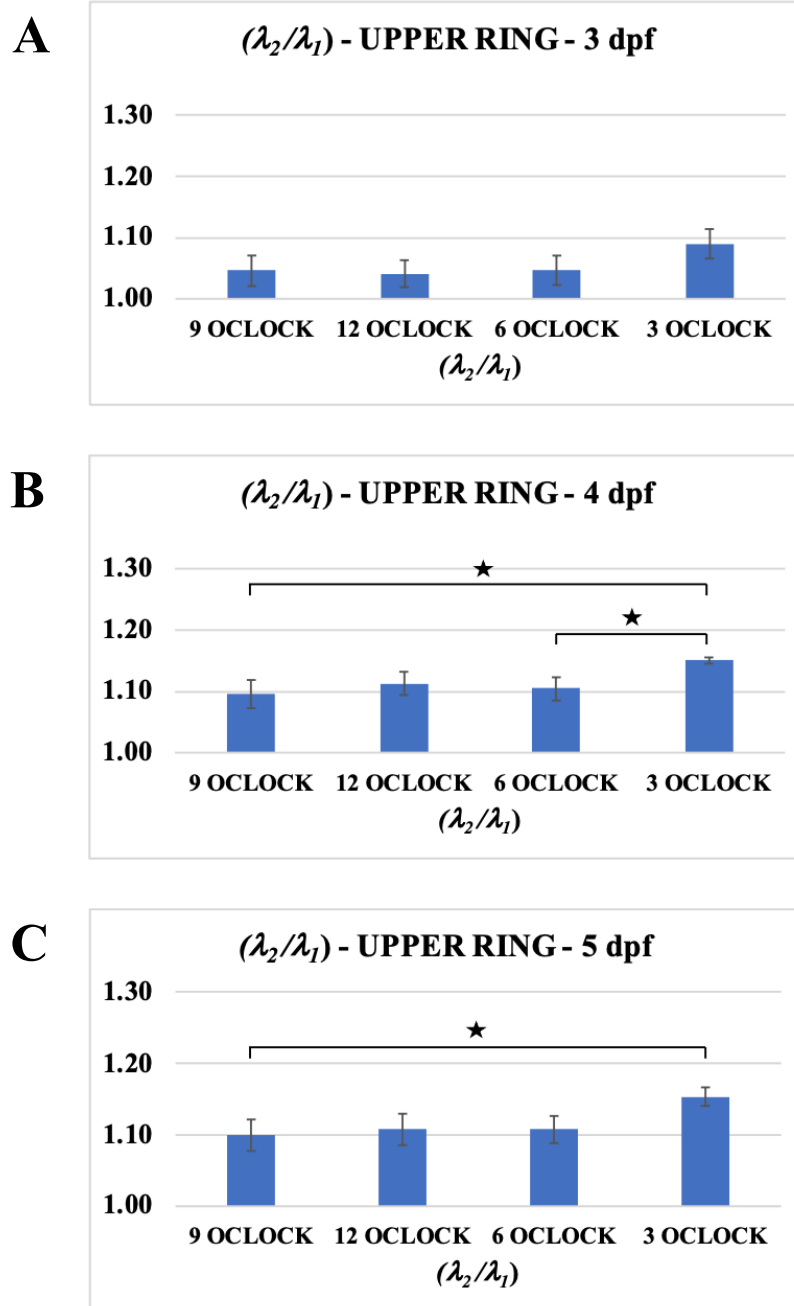 A
(λ₂/λ₁) - UPPER RING - 3 dpf
1.30
1.20
1.10
1.00
9 OCLOCK 12 OCLOCK 6 OCLOCK 3 OCLOCK
(λ₂/λ₁)
B
(λ₂/λ₁) - UPPER RING - 4 dpf
1.30
★
1.20
★
1.10
1.00
9 OCLOCK 12 OCLOCK 6 OCLOCK 3 OCLOCK
(λ₂/λ₁)
C
(λ₂/λ₁) - UPPER RING - 5 dpf
1.30
★
1.20
1.10
1.00
9 OCLOCK 12 OCLOCK 6 OCLOCK 3 OCLOCK
(λ₂/λ₁)